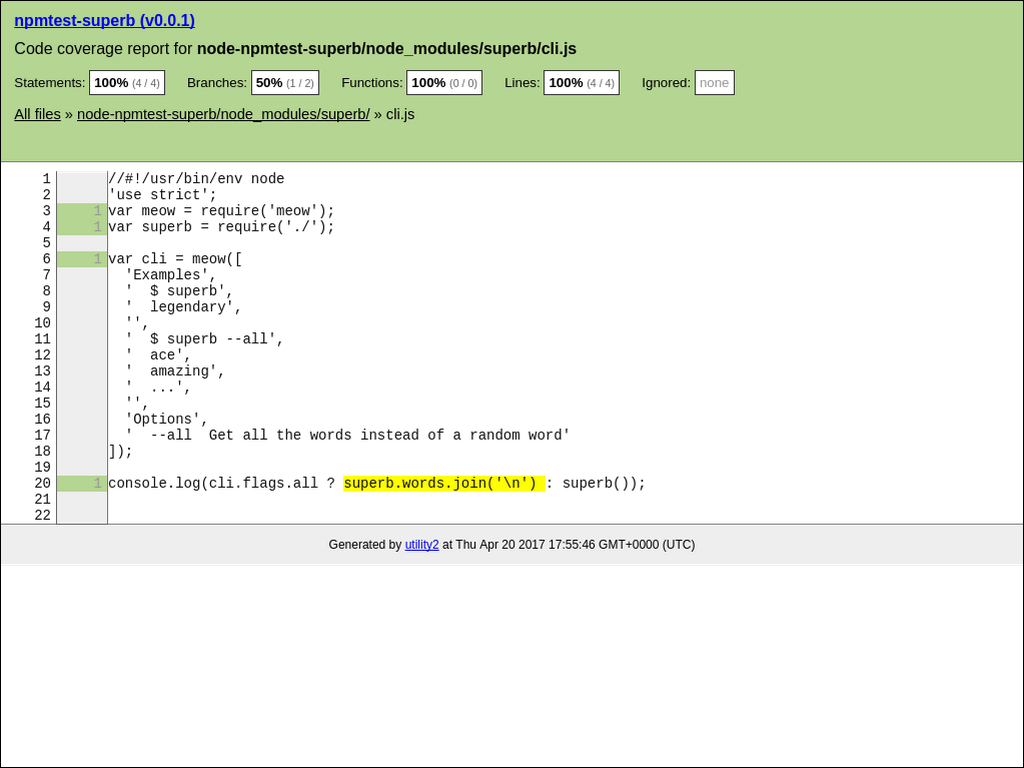 npmtest-superb (v0.0.1)
Code coverage report for node-npmtest-superb/node_modules/superb/cli.js
Statements: 100% (4 / 4) Branches: 50% (1 / 2) Functions: 100% (0 / 0) Lines: 100% (4 / 4) Ignored: none
All files » node-npmtest-superb/node_modules/superb/ » cli.js
1 //#!/usr/bin/env node
2 'use strict';
3 1 var meow = require('meow');
4 1 var superb = require('./');
5
6 1 var cli = meow([
7   'Examples',
8   '  $ superb',
9   '  legendary',
10   '',
11   '  $ superb --all',
12   '  ace',
13   '  amazing',
14   '  ...',
15   '',
16   'Options',
17   '  --all  Get all the words instead of a random word'
18 ]);
19
20 1 console.log(cli.flags.all ? superb.words.join('\n') : superb());
21
22
Generated by utility2 at Thu Apr 20 2017 17:55:46 GMT+0000 (UTC)